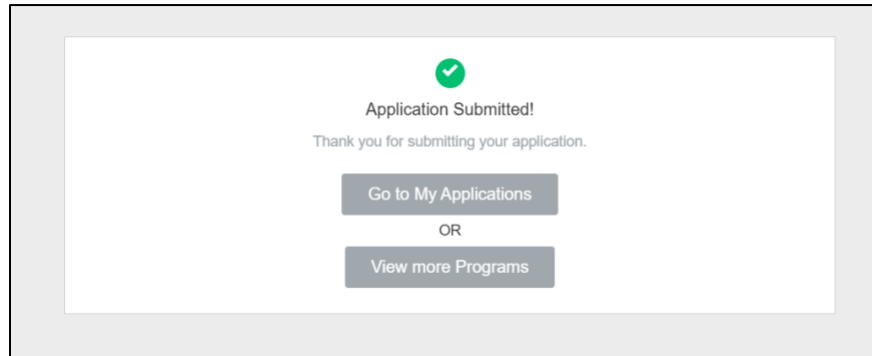 Application Submitted!
Thank you for submitting your application.
Go to My Applications
OR
View more Programs